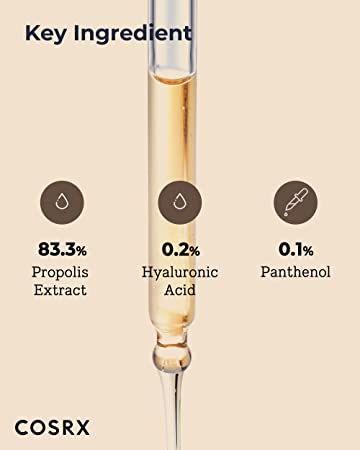 Key Ingredient
83.3% 0.2% 0.1%
Propolis Hyaluronic Panthenol
Extract Acid
COSRX